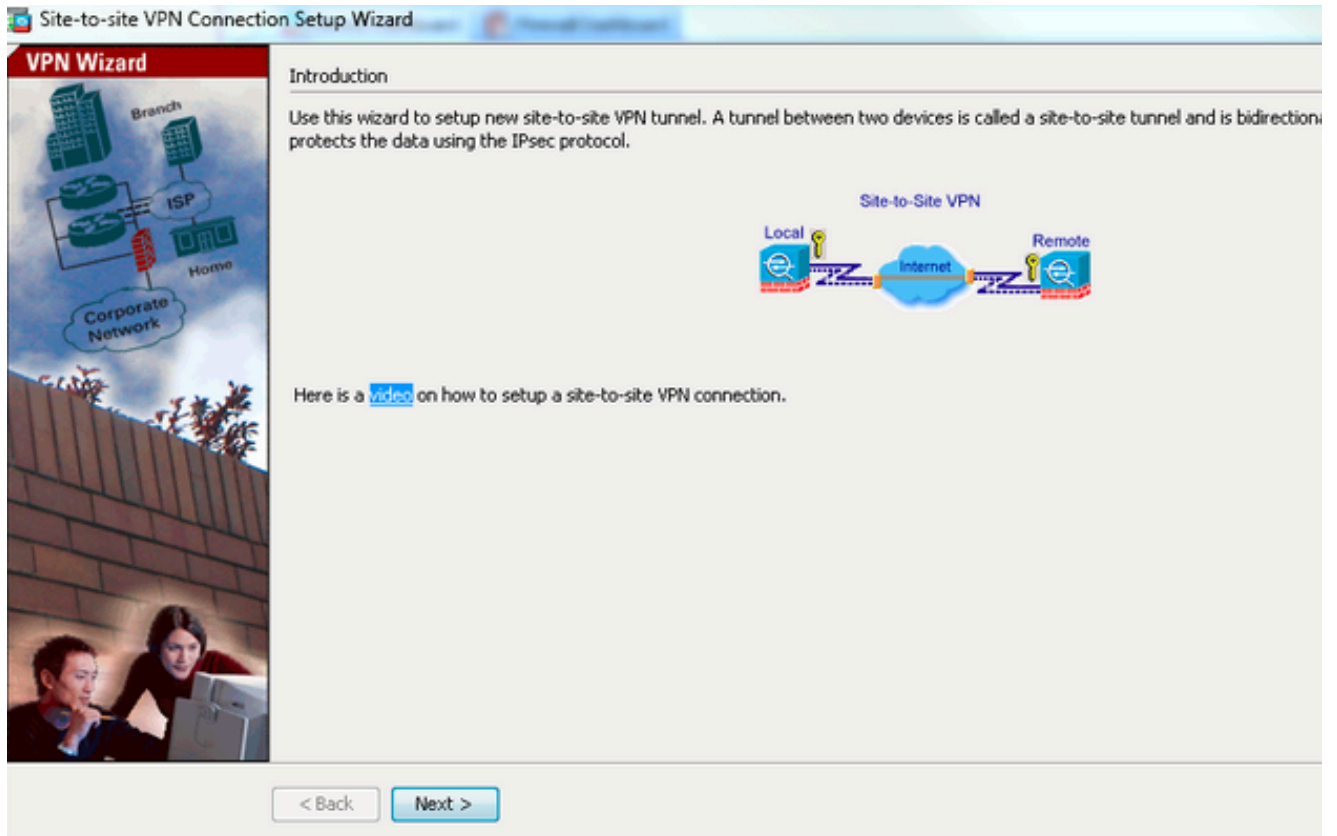 Site-to-site VPN Connection Setup Wizard
VPN Wizard
Branch
ISP
Home
Corporate
Network
Introduction
Use this wizard to setup new site-to-site VPN tunnel. A tunnel between two devices is called a site-to-site tunnel and is bidirectiona
protects the data using the IPsec protocol.
Site-to-Site VPN
Local
Internet
Remote
Here is a video on how to setup a site-to-site VPN connection.
< Back
Next >